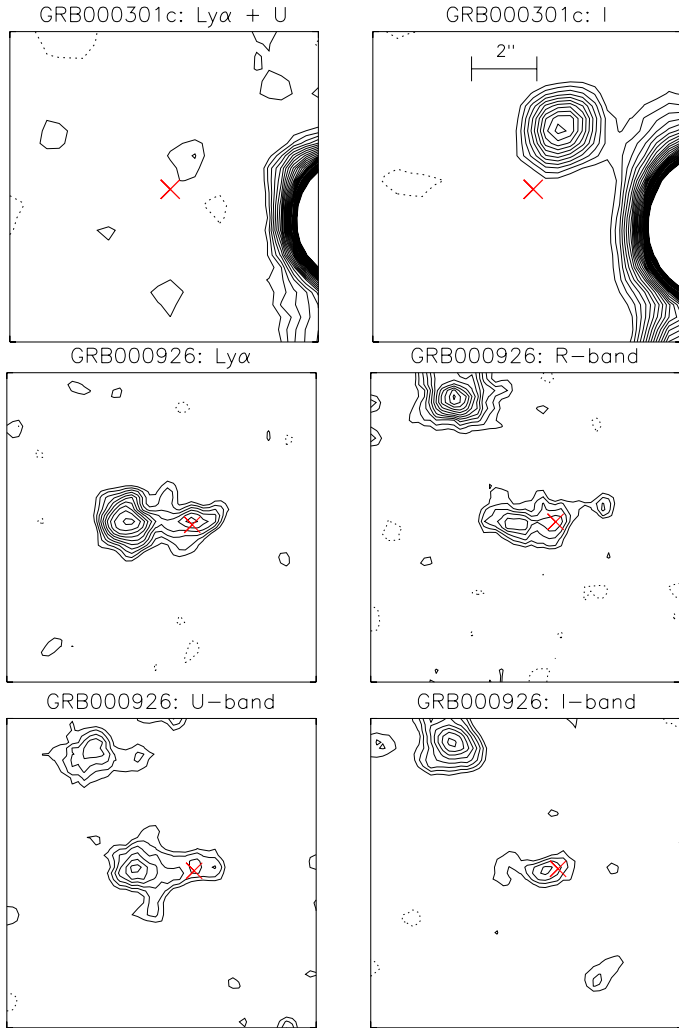 GRB000301c: Lyα + U
GRB000301c: I
2"
GRB000926: Lyα
GRB000926: R-band
GRB000926: U-band
GRB000926: I-band